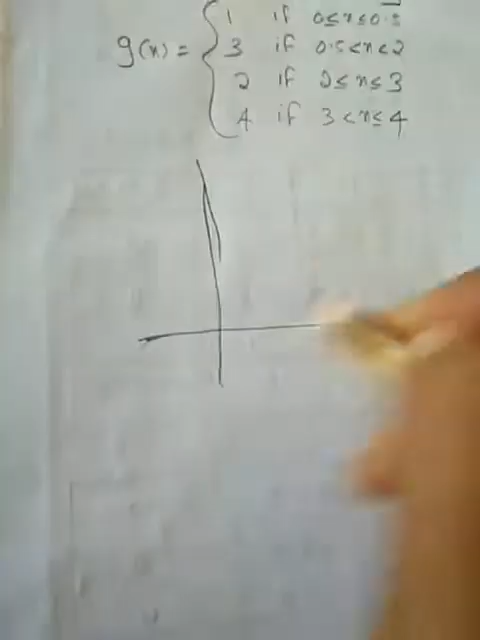 1 if 0≤x≤0.5
g(x) = { 3 if 0.5<x<2
2 if 2≤x≤3
4 if 3<x≤4